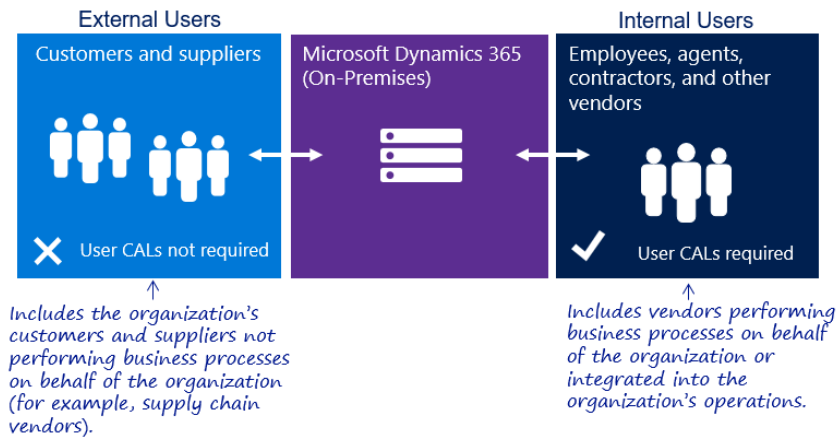 External Users
Customers and suppliers
User CALs not required
Includes the organization's
customers and suppliers not
performing business processes
on behalf of the organization
(for example, supply chain
vendors).
Microsoft Dynamics 365
(On-Premises)
Internal Users
Employees, agents,
contractors, and other
vendors
User CALs required
Includes vendors performing
business processes on behalf
of the organization or
integrated into the
organization's operations.